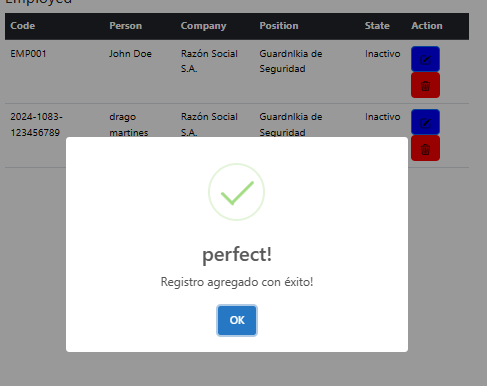 Employed
Code Person Company Position State Action
EMP001 John Doe Razón Social S.A. Guardnlkia de Seguridad Inactivo
2024-1083-123456789 drago martines Razón Social S.A. Guardnlkia de Seguridad Inactivo
perfect!
Registro agregado con éxito!
OK